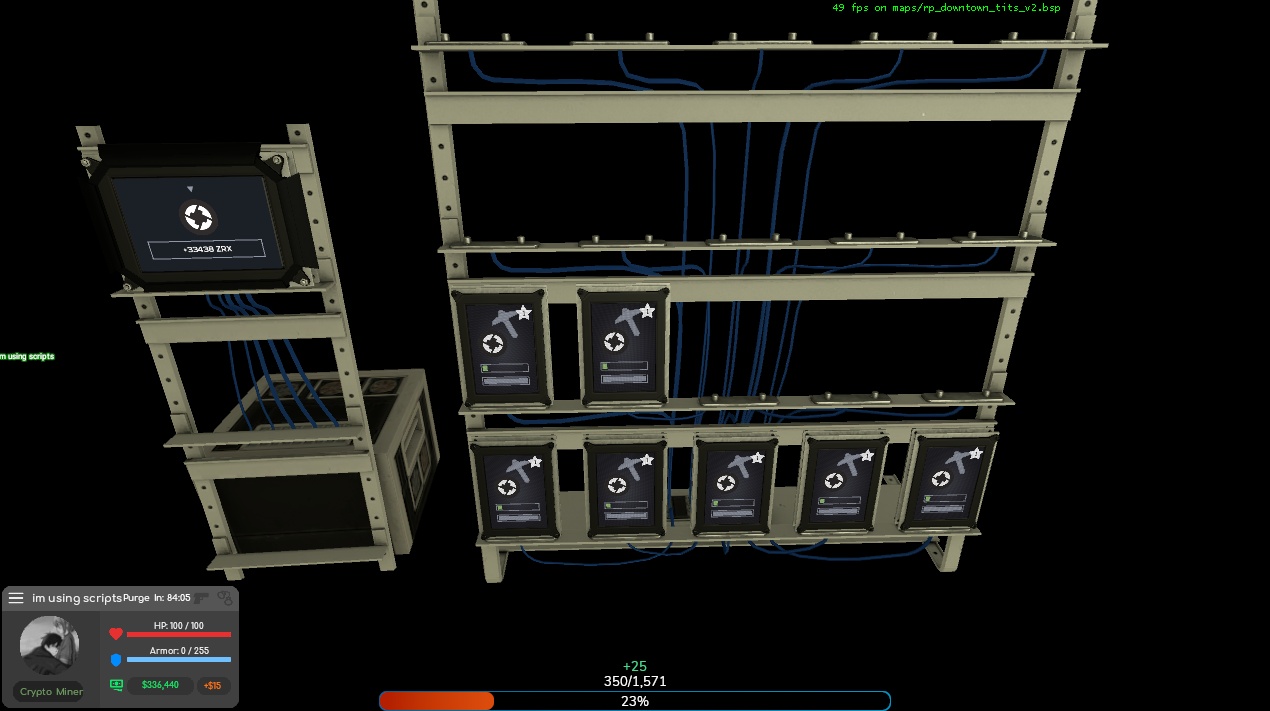 49 fps on maps/rp_downtown_tits_v2.bsp
+33438 ZRX
m using scripts
im using scripts
Purge In: 84:05
HP: 100 / 100
Armor: 0 / 255
$336,440
+$15
Crypto Miner
+25
350/1,571
23%